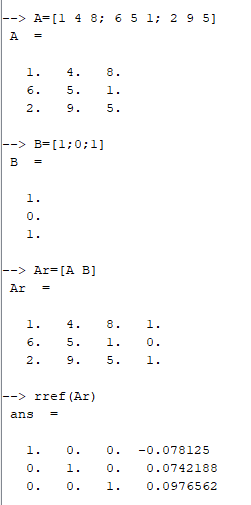 --> A=[1 4 8; 6 5 1; 2 9 5]
A  =
1.   4.   8.
6.   5.   1.
2.   9.   5.
--> B=[1;0;1]
B  =
1.
0.
1.
--> Ar=[A B]
Ar  =
1.   4.   8.   1.
6.   5.   1.   0.
2.   9.   5.   1.
--> rref(Ar)
ans  =
1.   0.   0.  -0.078125
0.   1.   0.   0.0742188
0.   0.   1.   0.0976562